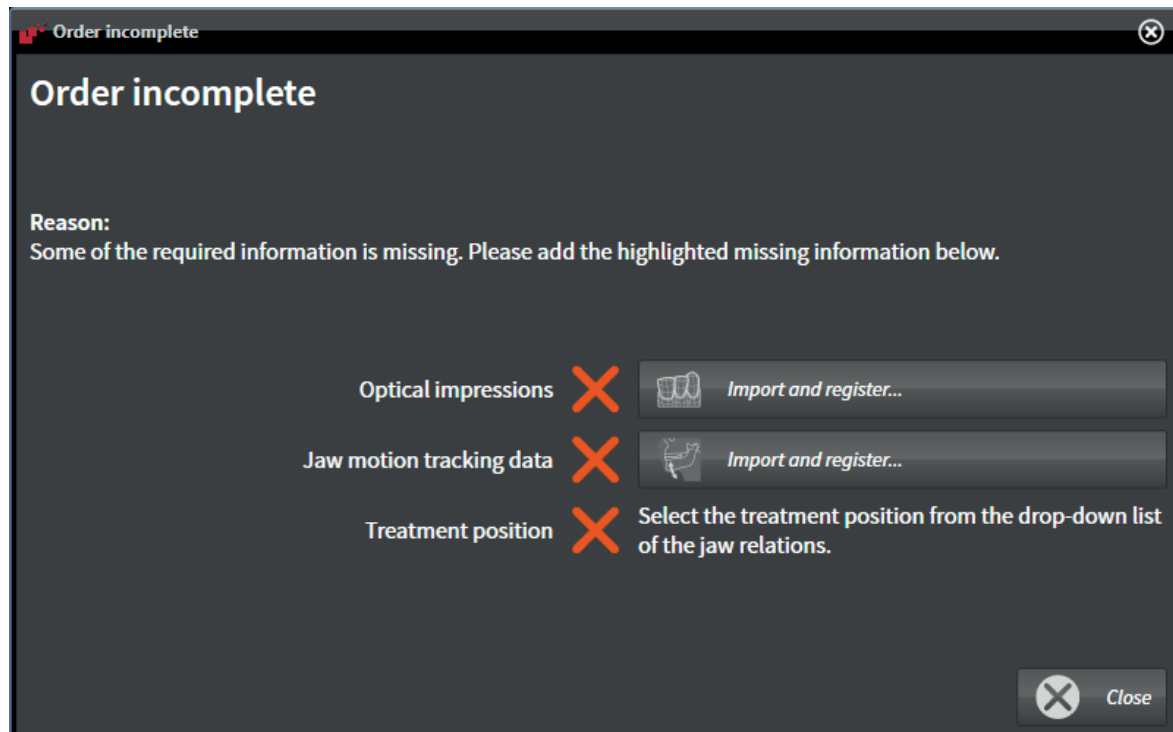 Order incomplete
Order incomplete
Reason:
Some of the required information is missing. Please add the highlighted missing information below.
Optical impressions
Import and register...
Jaw motion tracking data
Import and register...
Treatment position
Select the treatment position from the drop-down list
of the jaw relations.
Close